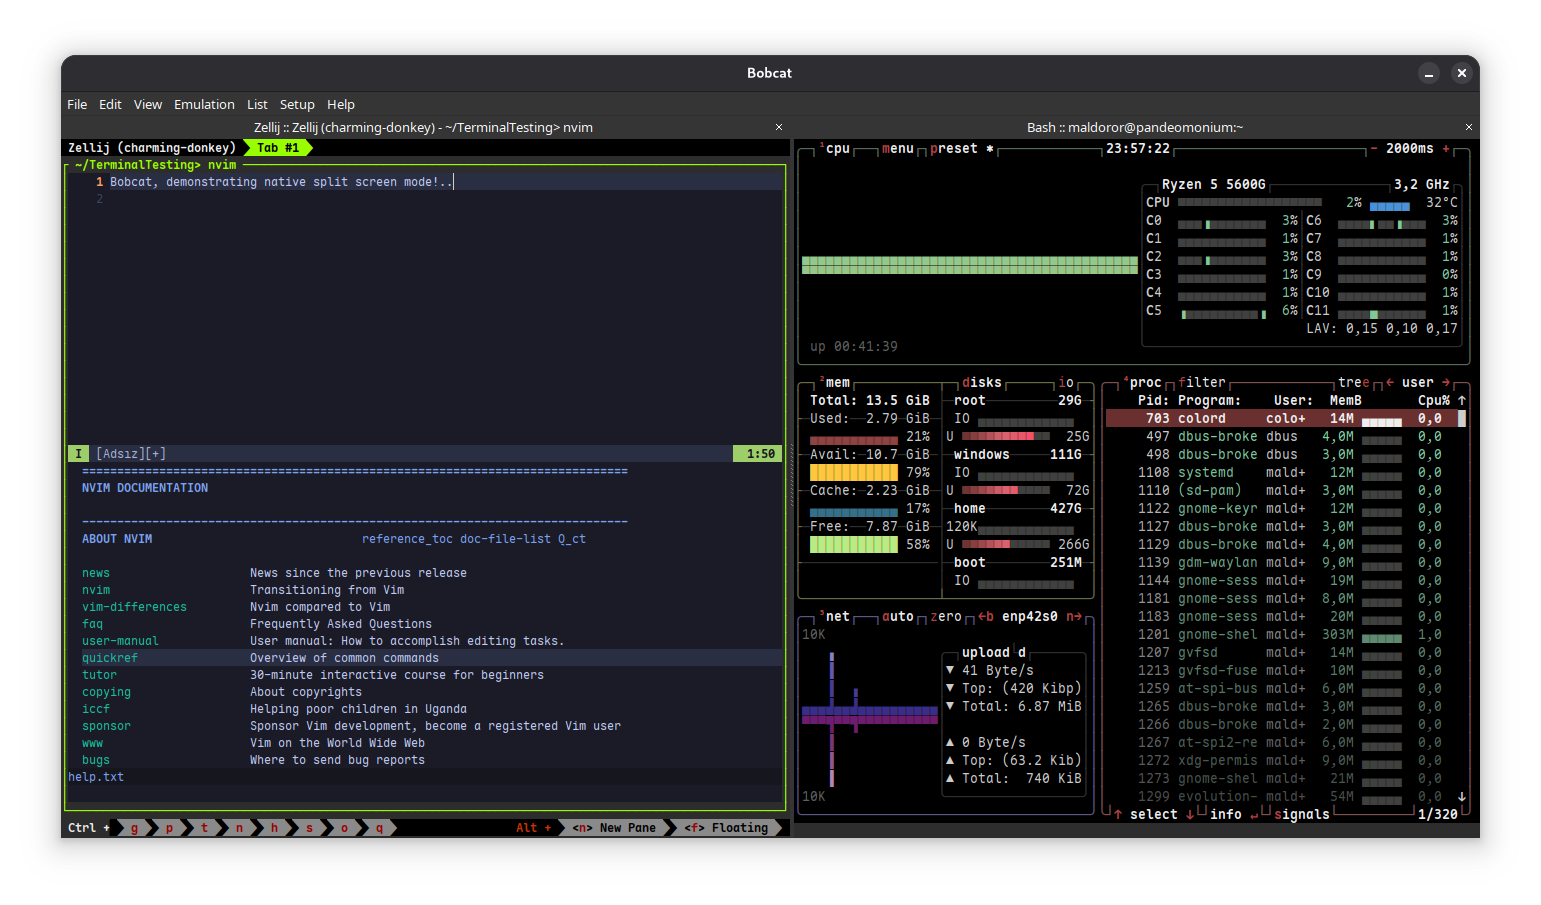 Bobcat
File Edit View Emulation List Setup Help
Zellij :: Zellij (charming-donkey) - ~/TerminalTesting> nvim ×
Zellij (charming-donkey) Tab #1
~/TerminalTesting> nvim
1 Bobcat, demonstrating native split screen mode!..
2
I [Adsız][+] 1:50
==============================================================================
NVIM DOCUMENTATION
------------------------------------------------------------------------------
ABOUT NVIM reference_toc doc-file-list Q_ct
news News since the previous release
nvim Transitioning from Vim
vim-differences Nvim compared to Vim
faq Frequently Asked Questions
user-manual User manual: How to accomplish editing tasks.
quickref Overview of common commands
tutor 30-minute interactive course for beginners
copying About copyrights
iccf Helping poor children in Uganda
sponsor Sponsor Vim development, become a registered Vim user
www Vim on the World Wide Web
bugs Where to send bug reports
help.txt
Ctrl + g p t n h s o q Alt + <n> New Pane <f> Floating
Bash :: maldoror@pandeomonium:~ ×
¹cpu menu preset * 23:57:22 - 2000ms +
Ryzen 5 5600G 3,2 GHz
CPU 2% 32°C
C0 3% C6 3%
C1 1% C7 1%
C2 3% C8 1%
C3 1% C9 0%
C4 1% C10 1%
C5 6% C11 1%
LAV: 0,15 0,10 0,17
up 00:41:39
²mem disks io
Total: 13.5 GiB
Used: 2.79 GiB
21%
Avail: 10.7 GiB
79%
Cache: 2.23 GiB
17%
Free: 7.87 GiB
58%
root 29G
IO
U 25G
windows 111G
IO
U 72G
home 427G
120K
U 266G
boot 251M
IO
³net auto zero ←b enp42s0 n→
10K
upload d
▼ 41 Byte/s
▼ Top: (420 Kibp)
▼ Total: 6.87 MiB
▲ 0 Byte/s
▲ Top: (63.2 Kib)
▲ Total: 740 KiB
10K
⁴proc filter tree ← user →
Pid: Program: User: MemB Cpu% ↑
703 colord colo+ 14M 0,0
497 dbus-broke dbus 4,0M 0,0
498 dbus-broke dbus 3,0M 0,0
1108 systemd mald+ 12M 0,0
1110 (sd-pam) mald+ 3,0M 0,0
1122 gnome-keyr mald+ 12M 0,0
1127 dbus-broke mald+ 3,0M 0,0
1129 dbus-broke mald+ 4,0M 0,0
1139 gdm-waylan mald+ 9,0M 0,0
1144 gnome-sess mald+ 19M 0,0
1181 gnome-sess mald+ 8,0M 0,0
1183 gnome-sess mald+ 20M 0,0
1201 gnome-shel mald+ 303M 1,0
1207 gvfsd mald+ 14M 0,0
1213 gvfsd-fuse mald+ 10M 0,0
1259 at-spi-bus mald+ 6,0M 0,0
1265 dbus-broke mald+ 3,0M 0,0
1266 dbus-broke mald+ 2,0M 0,0
1267 at-spi2-re mald+ 6,0M 0,0
1272 xdg-permis mald+ 9,0M 0,0
1273 gnome-shel mald+ 21M 0,0
1299 evolution- mald+ 54M 0,0 ↓
↑ select ↓ info ↵ signals 1/320